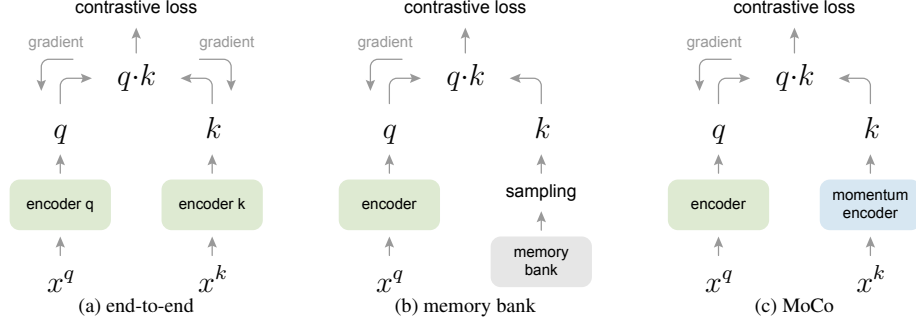 contrastive loss
gradient
gradient
q·k
q
k
encoder q
encoder k
x^q
x^k
(a) end-to-end
contrastive loss
gradient
q·k
q
k
sampling
encoder
memory
bank
x^q
(b) memory bank
contrastive loss
gradient
q·k
q
k
encoder
momentum
encoder
x^q
x^k
(c) MoCo